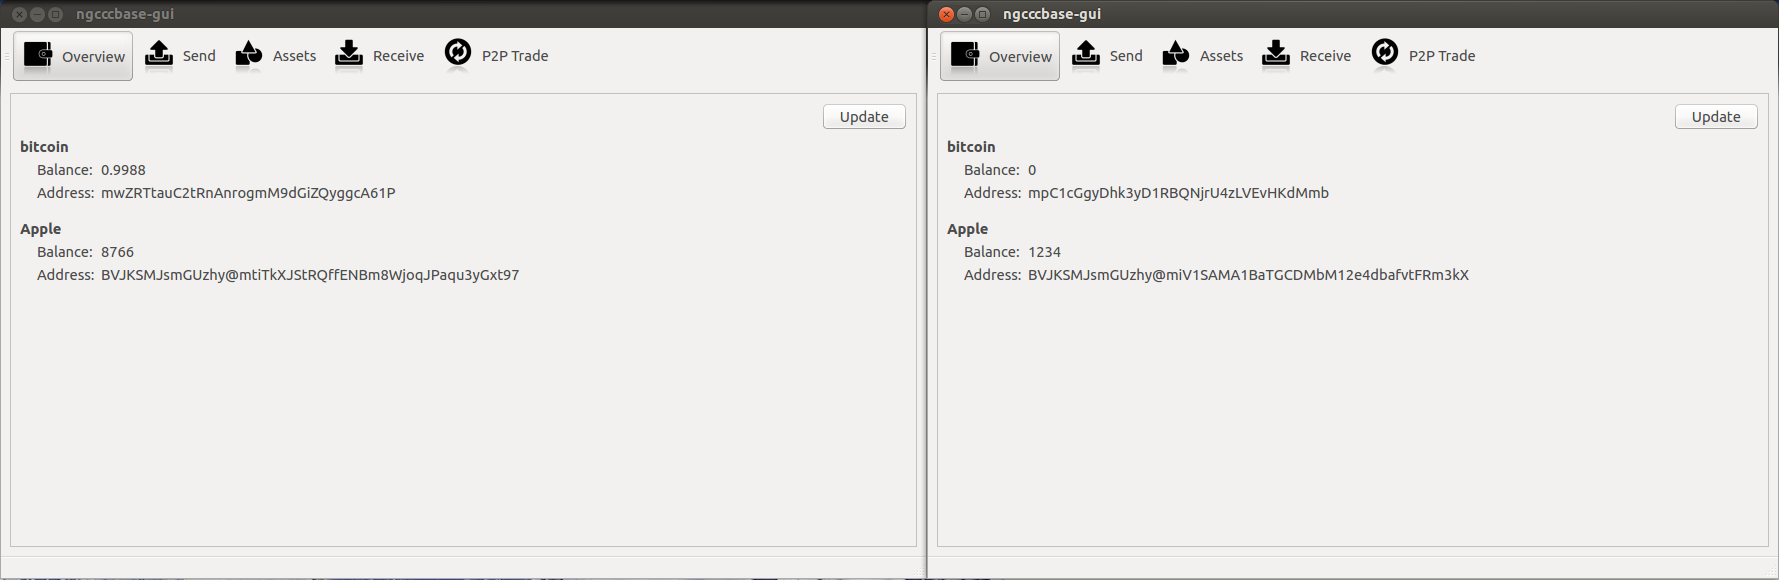 ngcccbase-gui
Overview Send Assets Receive P2P Trade
Update
bitcoin
Balance: 0.9988
Address: mwZRTtauC2tRnAnrogmM9dGiZQyggcA61P
Apple
Balance: 8766
Address: BVJKSMJsmGUzhy@mtiTkXJStRQffENBm8WjoqJPaqu3yGxt97
ngcccbase-gui
Overview Send Assets Receive P2P Trade
Update
bitcoin
Balance: 0
Address: mpC1cGgyDhk3yD1RBQNjrU4zLVEvHKdMmb
Apple
Balance: 1234
Address: BVJKSMJsmGUzhy@miV1SAMA1BaTGCDMbM12e4dbafvtFRm3kX